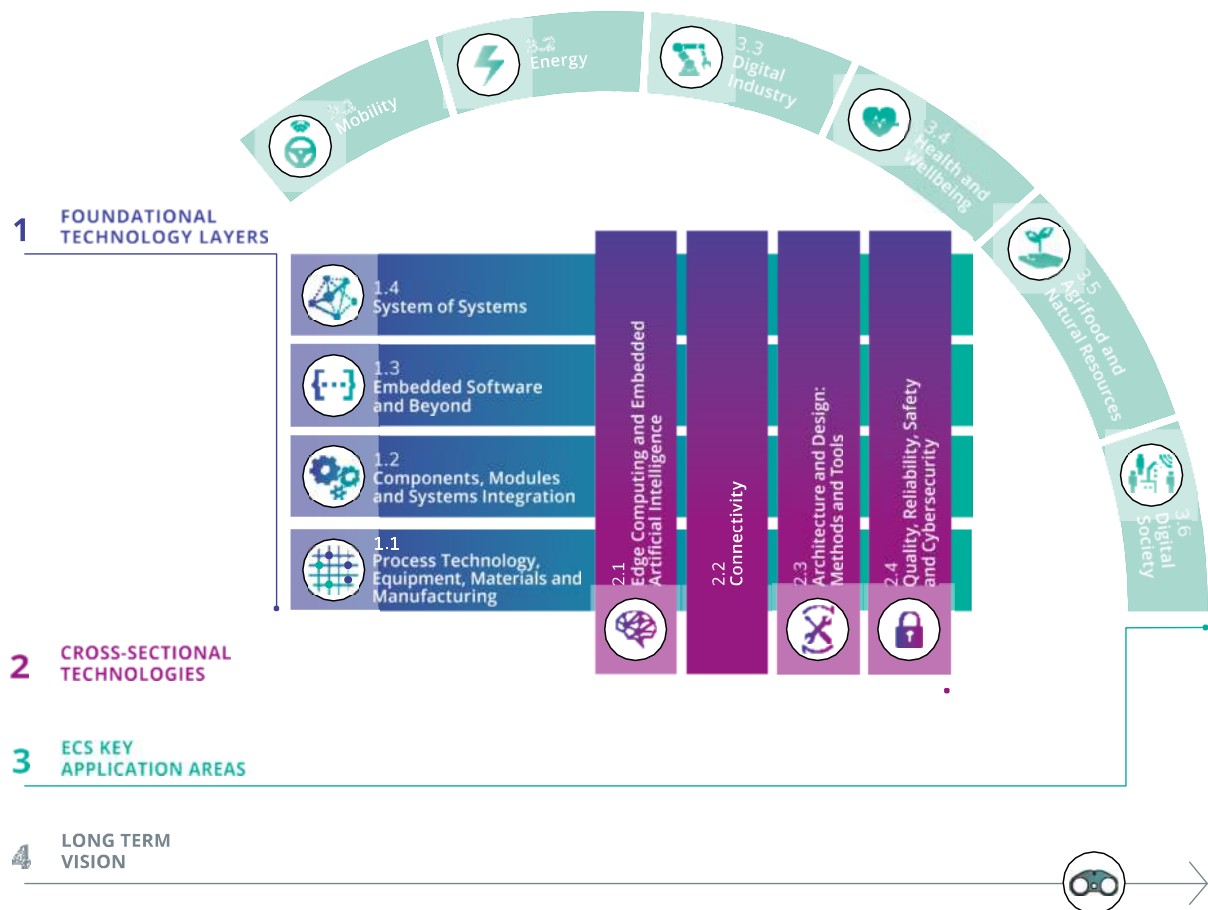 Mobility
Energy
3.3
Digital
Industry
3.4
Health and
Wellbeing
3.5
Agrifood and
Natural Resources
3.6
Digital
Society
1
FOUNDATIONAL
TECHNOLOGY LAYERS
1.4
System of Systems
1.3
Embedded Software
and Beyond
1.2
Components, Modules
and Systems Integration
1.1
Process Technology,
Equipment, Materials and
Manufacturing
2.1
Edge Computing and Embedded
Artificial Intelligence
2.2
Connectivity
2.3
Architecture and Design:
Methods and Tools
2.4
Quality, Reliability, Safety
and Cybersecurity
2
CROSS-SECTIONAL
TECHNOLOGIES
3
ECS KEY
APPLICATION AREAS
4
LONG TERM
VISION